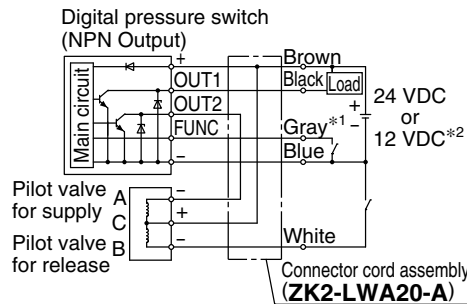 Digital pressure switch
(NPN Output)
Main circuit
+
OUT1
OUT2
FUNC
−
Brown
Black
Load
Gray*1
Blue
+
−
24 VDC
or
12 VDC*2
Pilot valve
for supply
A
C
B
−
+
−
Pilot valve
for release
White
Connector cord assembly
(ZK2-LWA20-A)